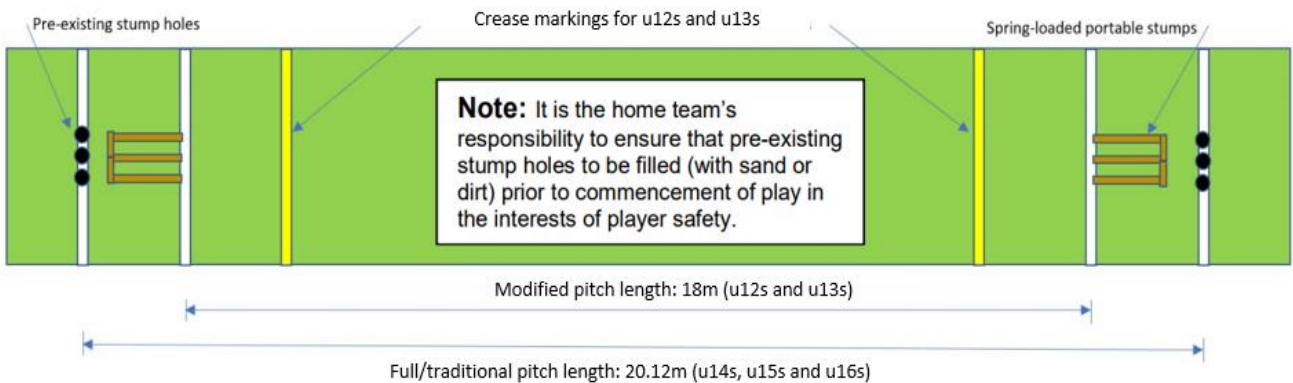 Crease markings for u12s and u13s
Pre-existing stump holes
Spring-loaded portable stumps
Note: It is the home team's
responsibility to ensure that pre-existing
stump holes to be filled (with sand or
dirt) prior to commencement of play in
the interests of player safety.
Modified pitch length: 18m (u12s and u13s)
Full/traditional pitch length: 20.12m (u14s, u15s and u16s)